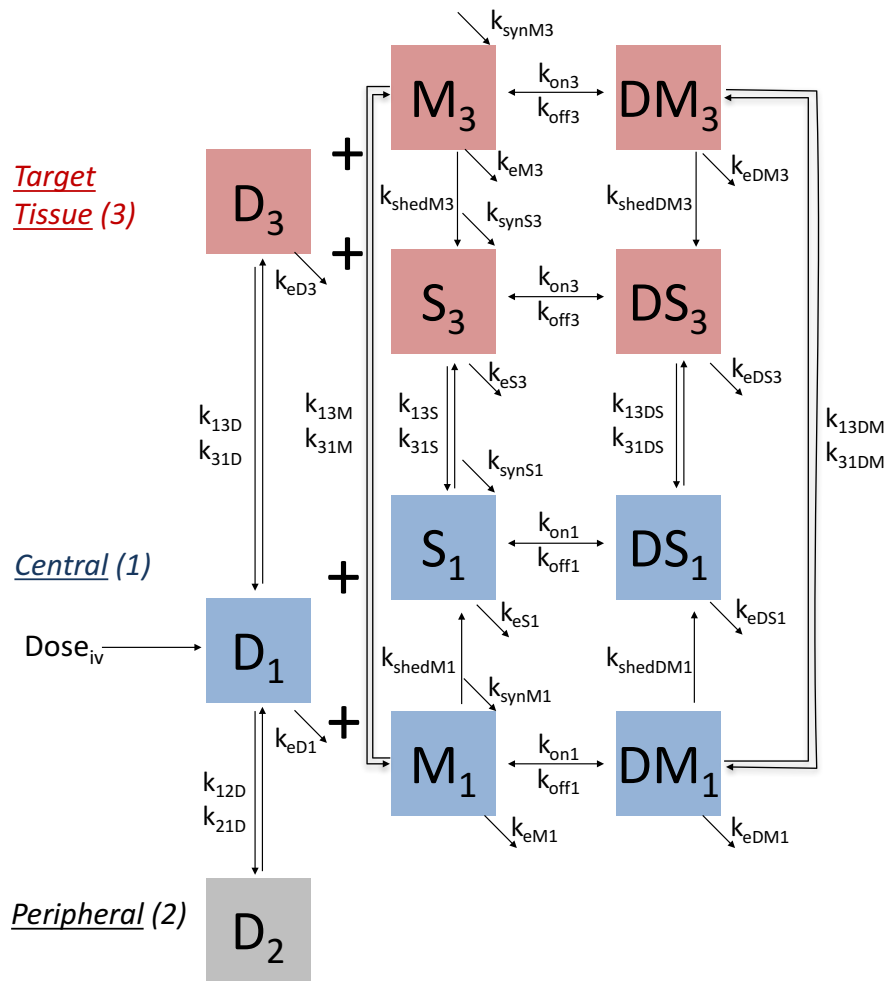 k_synM3
M_3
k_on3
k_off3
DM_3
+
k_eM3
k_eDM3
Target
Tissue (3)
D_3
k_shedM3
k_shedDM3
k_synS3
+
k_eD3
S_3
k_on3
k_off3
DS_3
k_eS3
k_eDS3
k_13D
k_31D
k_13M
k_31M
k_13S
k_31S
k_13DS
k_31DS
k_13DM
k_31DM
k_synS1
Central (1)
S_1
k_on1
k_off1
DS_1
+
k_eS1
k_eDS1
Dose_iv
D_1
k_shedM1
k_shedDM1
k_synM1
+
k_eD1
M_1
k_on1
k_off1
DM_1
k_12D
k_21D
k_eM1
k_eDM1
Peripheral (2)
D_2